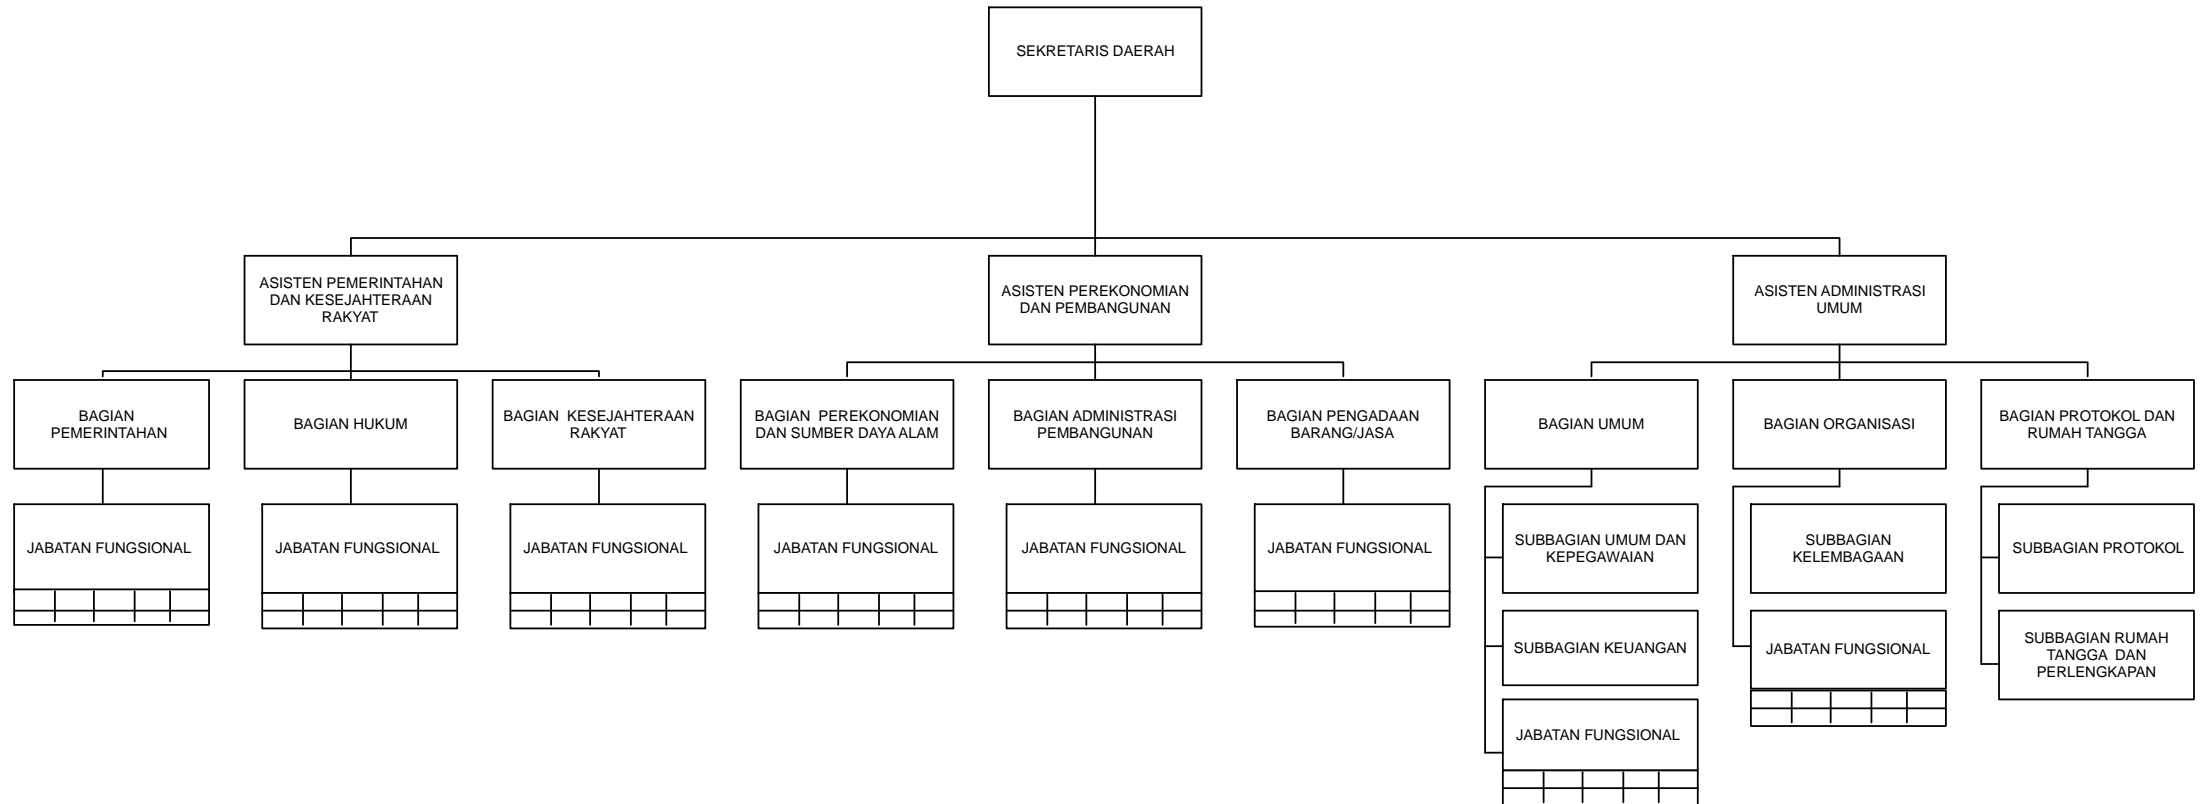 SEKRETARIS DAERAH
ASISTEN PEMERINTAHAN
DAN KESEJAHTERAAN
RAKYAT
ASISTEN PEREKONOMIAN
DAN PEMBANGUNAN
ASISTEN ADMINISTRASI
UMUM
BAGIAN
PEMERINTAHAN
BAGIAN HUKUM
BAGIAN KESEJAHTERAAN
RAKYAT
BAGIAN PEREKONOMIAN
DAN SUMBER DAYA ALAM
BAGIAN ADMINISTRASI
PEMBANGUNAN
BAGIAN PENGADAAN
BARANG/JASA
BAGIAN UMUM
BAGIAN ORGANISASI
BAGIAN PROTOKOL DAN
RUMAH TANGGA
JABATAN FUNGSIONAL
JABATAN FUNGSIONAL
JABATAN FUNGSIONAL
JABATAN FUNGSIONAL
JABATAN FUNGSIONAL
JABATAN FUNGSIONAL
SUBBAGIAN UMUM DAN
KEPEGAWAIAN
SUBBAGIAN
KELEMBAGAAN
SUBBAGIAN PROTOKOL
SUBBAGIAN KEUANGAN
JABATAN FUNGSIONAL
SUBBAGIAN RUMAH
TANGGA DAN
PERLENGKAPAN
JABATAN FUNGSIONAL